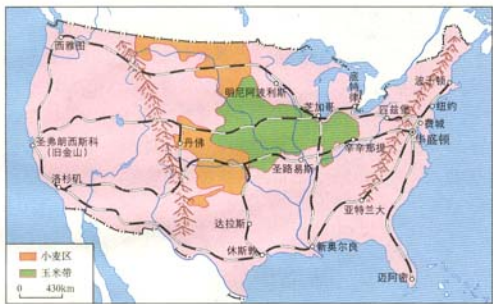 西雅图
明尼阿波利斯
底特律
波士顿
芝加哥
匹兹堡
纽约
费城
华盛顿
圣弗朗西斯科
(旧金山)
丹佛
辛辛那提
圣路易斯
洛杉矶
亚特兰大
达拉斯
休斯敦
新奥尔良
迈阿密
小麦区
玉米带
0 430km